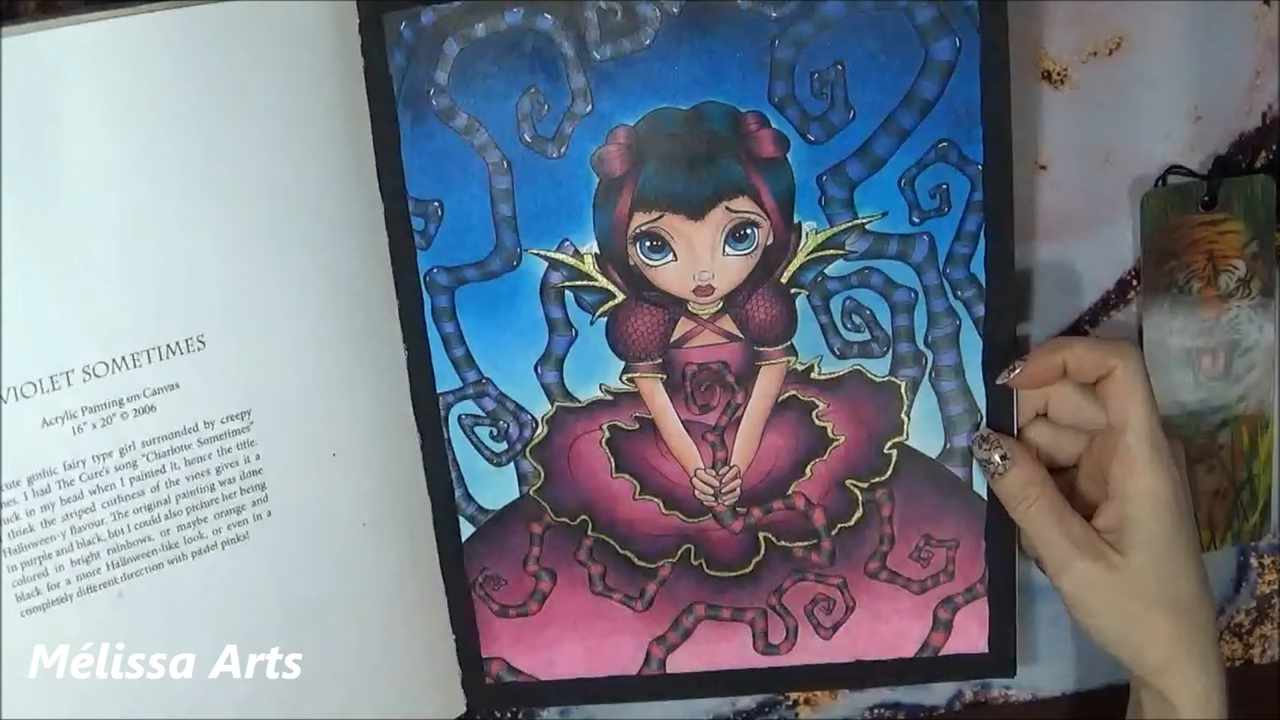 VIOLET SOMETIMES
Acrylic Painting on Canvas
16" x 20" © 2006
cute gothic fairy type girl surrounded by creepy
I had The Cure's song "Charlotte Sometimes"
in my head when I painted it, hence the title.
think the striped curliness of the vines gives it a
Halloween-y flavour. The original painting was done
in purple and black, but I could also picture her being
colored in bright rainbows, or maybe orange and
black for a more Halloween-like look, or even in a
completely different direction with pastel pinks!
Mélissa Arts